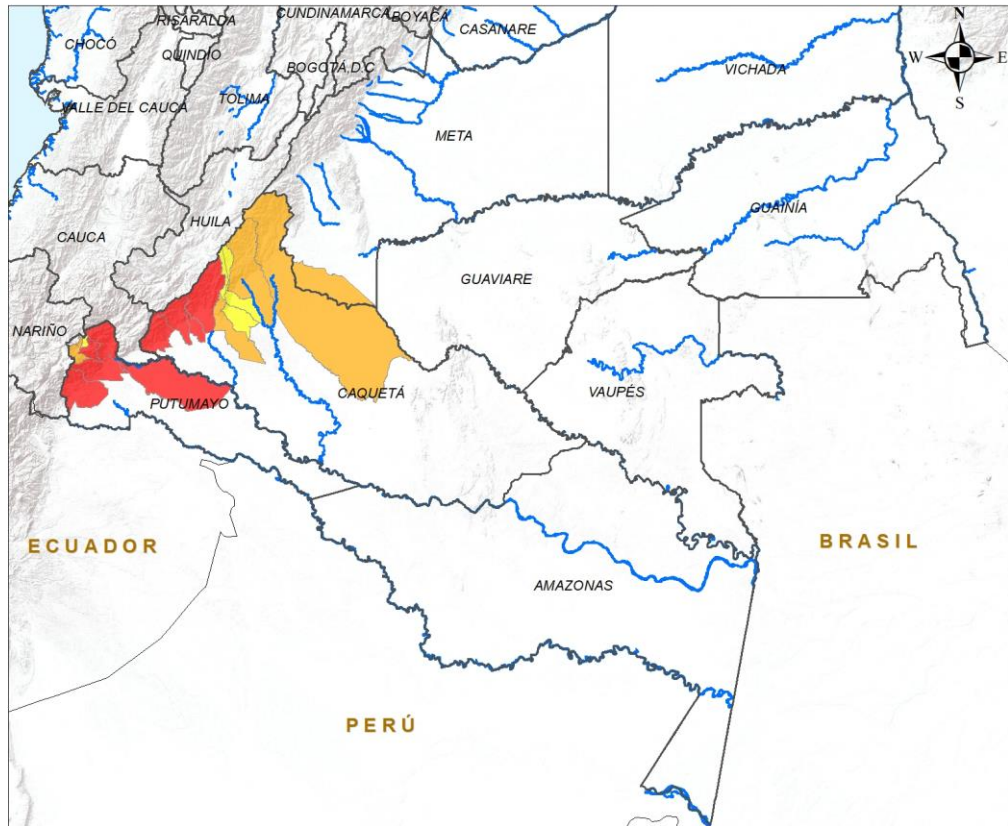 CUNDINAMARCA
BOYACÁ
RISARALDA
CASANARE
N
CHOCÓ
QUINDIO
BOGOTÁ D.C
W
E
VICHADA
VALLE DEL CAUCA
TOLIMA
S
META
HUILA
GUAINÍA
CAUCA
GUAVIARE
NARIÑO
CAQUETÁ
VAUPÉS
PUTUMAYO
ECUADOR
BRASIL
AMAZONAS
PERÚ